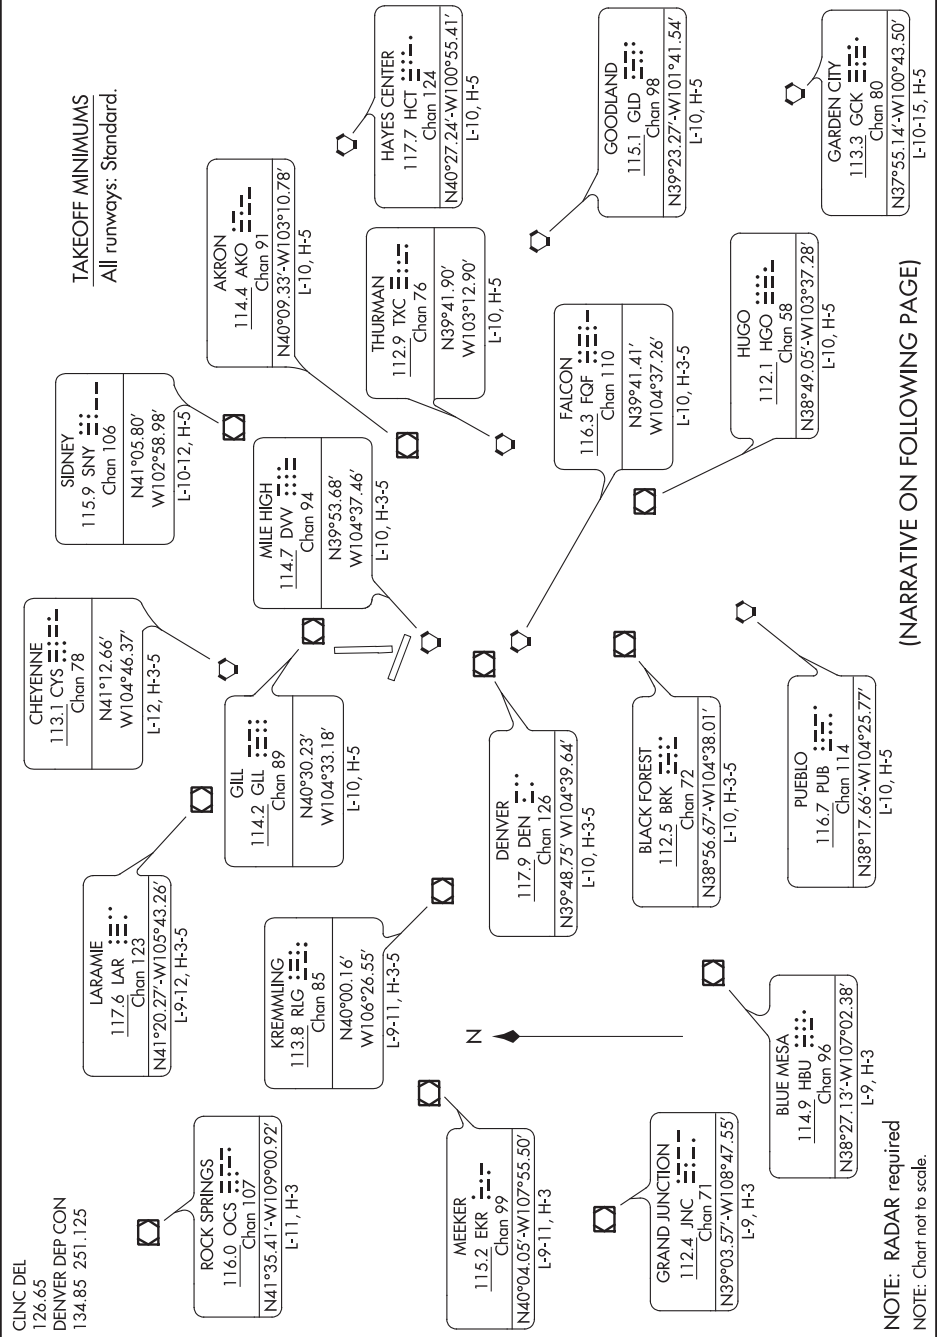 CLNC DEL
126.65
DENVER DEP CON
134.85 251.125
TAKEOFF MINIMUMS
All runways: Standard.
ROCK SPRINGS
116.0 OCS
Chan 107
N41°35.41'-W109°00.92'
L-11, H-3
LARAMIE
117.6 LAR
Chan 123
N41°20.27'-W105°43.26'
L-9-12, H-3-5
CHEYENNE
113.1 CYS
Chan 78
N41°12.66'
W104°46.37'
L-12, H-3-5
SIDNEY
115.9 SNY
Chan 106
N41°05.80'
W102°58.98'
L-10-12, H-5
AKRON
114.4 AKO
Chan 91
N40°09.33'-W103°10.78'
L-10, H-5
HAYES CENTER
117.7 HCT
Chan 124
N40°27.24'-W100°55.41'
L-10, H-5
GILL
114.2 GLL
Chan 89
N40°30.23'
W104°33.18'
L-10, H-5
MILE HIGH
114.7 DVV
Chan 94
N39°53.68'
W104°37.46'
L-10, H-3-5
THURMAN
112.9 TXC
Chan 76
N39°41.90'
W103°12.90'
L-10, H-5
KREMMLING
113.8 RLG
Chan 85
N40°00.16'
W106°26.55'
L-9-11, H-3-5
N
MEEKER
115.2 EKR
Chan 99
N40°04.05'-W107°55.50'
L-9-11, H-3
DENVER
117.9 DEN
Chan 126
N39°48.75' W104°39.64'
L-10, H-3-5
FALCON
116.3 FQF
Chan 110
N39°41.41'
W104°37.26'
L-10, H-3-5
GOODLAND
115.1 GLD
Chan 98
N39°23.27'-W101°41.54'
L-10, H-5
GRAND JUNCTION
112.4 JNC
Chan 71
N39°03.57'-W108°47.55'
L-9, H-3
BLACK FOREST
112.5 BRK
Chan 72
N38°56.67'-W104°38.01'
L-10, H-3-5
HUGO
112.1 HGO
Chan 58
N38°49.05'-W103°37.28'
L-10, H-5
BLUE MESA
114.9 HBU
Chan 96
N38°27.13'-W107°02.38'
L-9, H-3
PUEBLO
116.7 PUB
Chan 114
N38°17.66'-W104°25.77'
L-10, H-5
GARDEN CITY
113.3 GCK
Chan 80
N37°55.14'-W100°43.50'
L-10-15, H-5
NOTE: RADAR required
NOTE: Chart not to scale.
(NARRATIVE ON FOLLOWING PAGE)